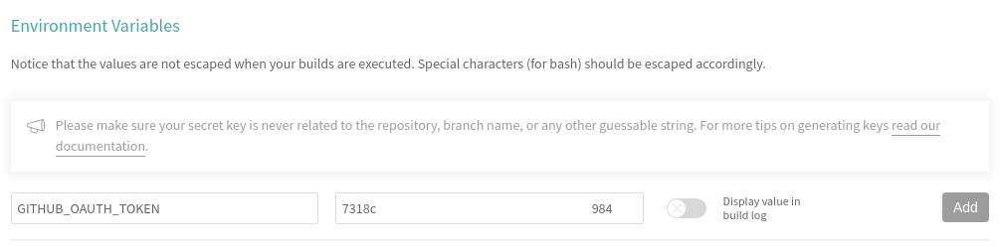 Environment Variables
Notice that the values are not escaped when your builds are executed. Special characters (for bash) should be escaped accordingly.
Please make sure your secret key is never related to the repository, branch name, or any other guessable string. For more tips on generating keys read our
documentation.
GITHUB_OAUTH_TOKEN 7318c 984 Display value in
build log Add